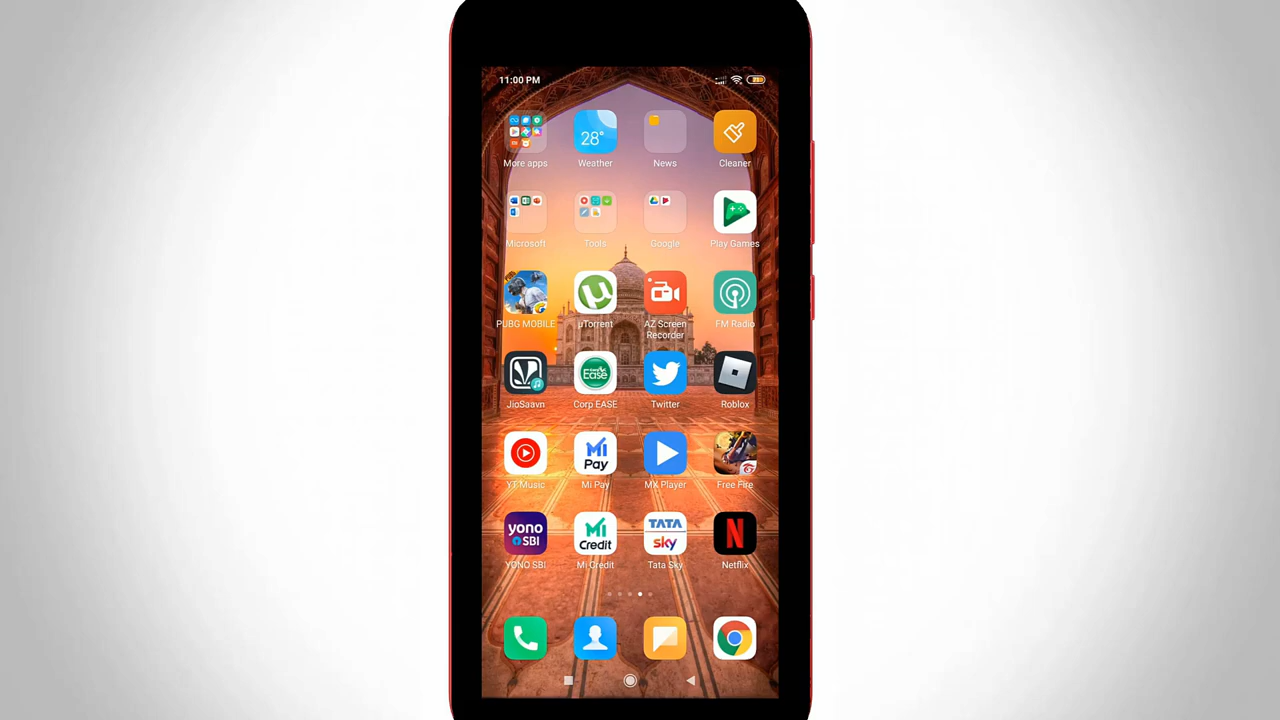 11:00 PM
28°
More apps
Weather
News
Cleaner
Microsoft
Tools
Google
Play Games
PUBG
PUBG MOBILE
µTorrent
AZ Screen
Recorder
FM Radio
Ease
JioSaavn
Corp EASE
Twitter
Roblox
Mi
Pay
YT Music
Mi Pay
MX Player
Free Fire
yono
SBI
Mi
Credit
TATA
sky
N
YONO SBI
Mi Credit
Tata Sky
Netflix